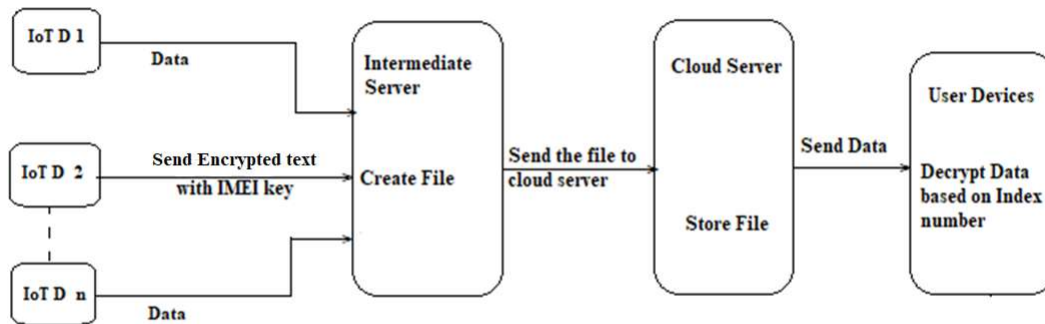 IoT D 1
Data
IoT D 2
Send Encrypted text
with IMEI key
IoT D n
Data
Intermediate
Server
Create File
Send the file to
cloud server
Cloud Server
Store File
Send Data
User Devices
Decrypt Data
based on Index
number